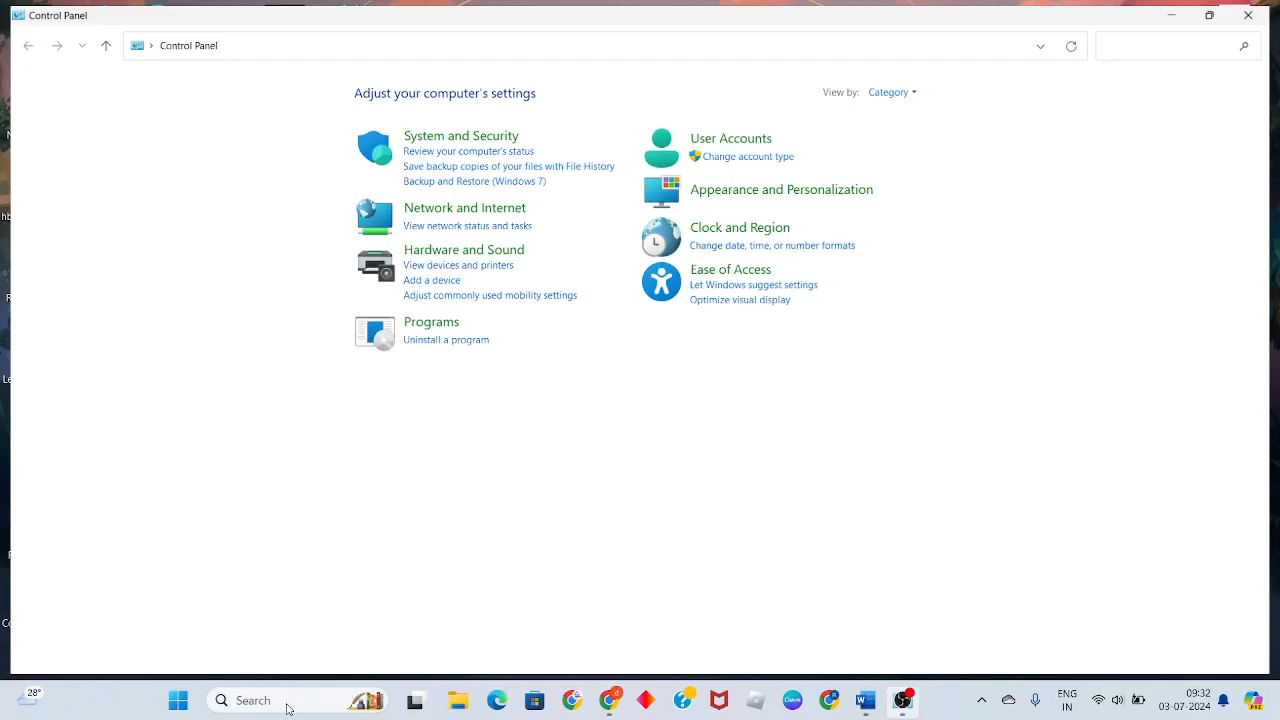 Control Panel
Control Panel
Adjust your computer's settings
View by: Category
System and Security
Review your computer's status
Save backup copies of your files with File History
Backup and Restore (Windows 7)
Network and Internet
View network status and tasks
Hardware and Sound
View devices and printers
Add a device
Adjust commonly used mobility settings
Programs
Uninstall a program
User Accounts
Change account type
Appearance and Personalization
Clock and Region
Change date, time, or number formats
Ease of Access
Let Windows suggest settings
Optimize visual display
28°
Search
ENG
IN
09:32
03-07-2024